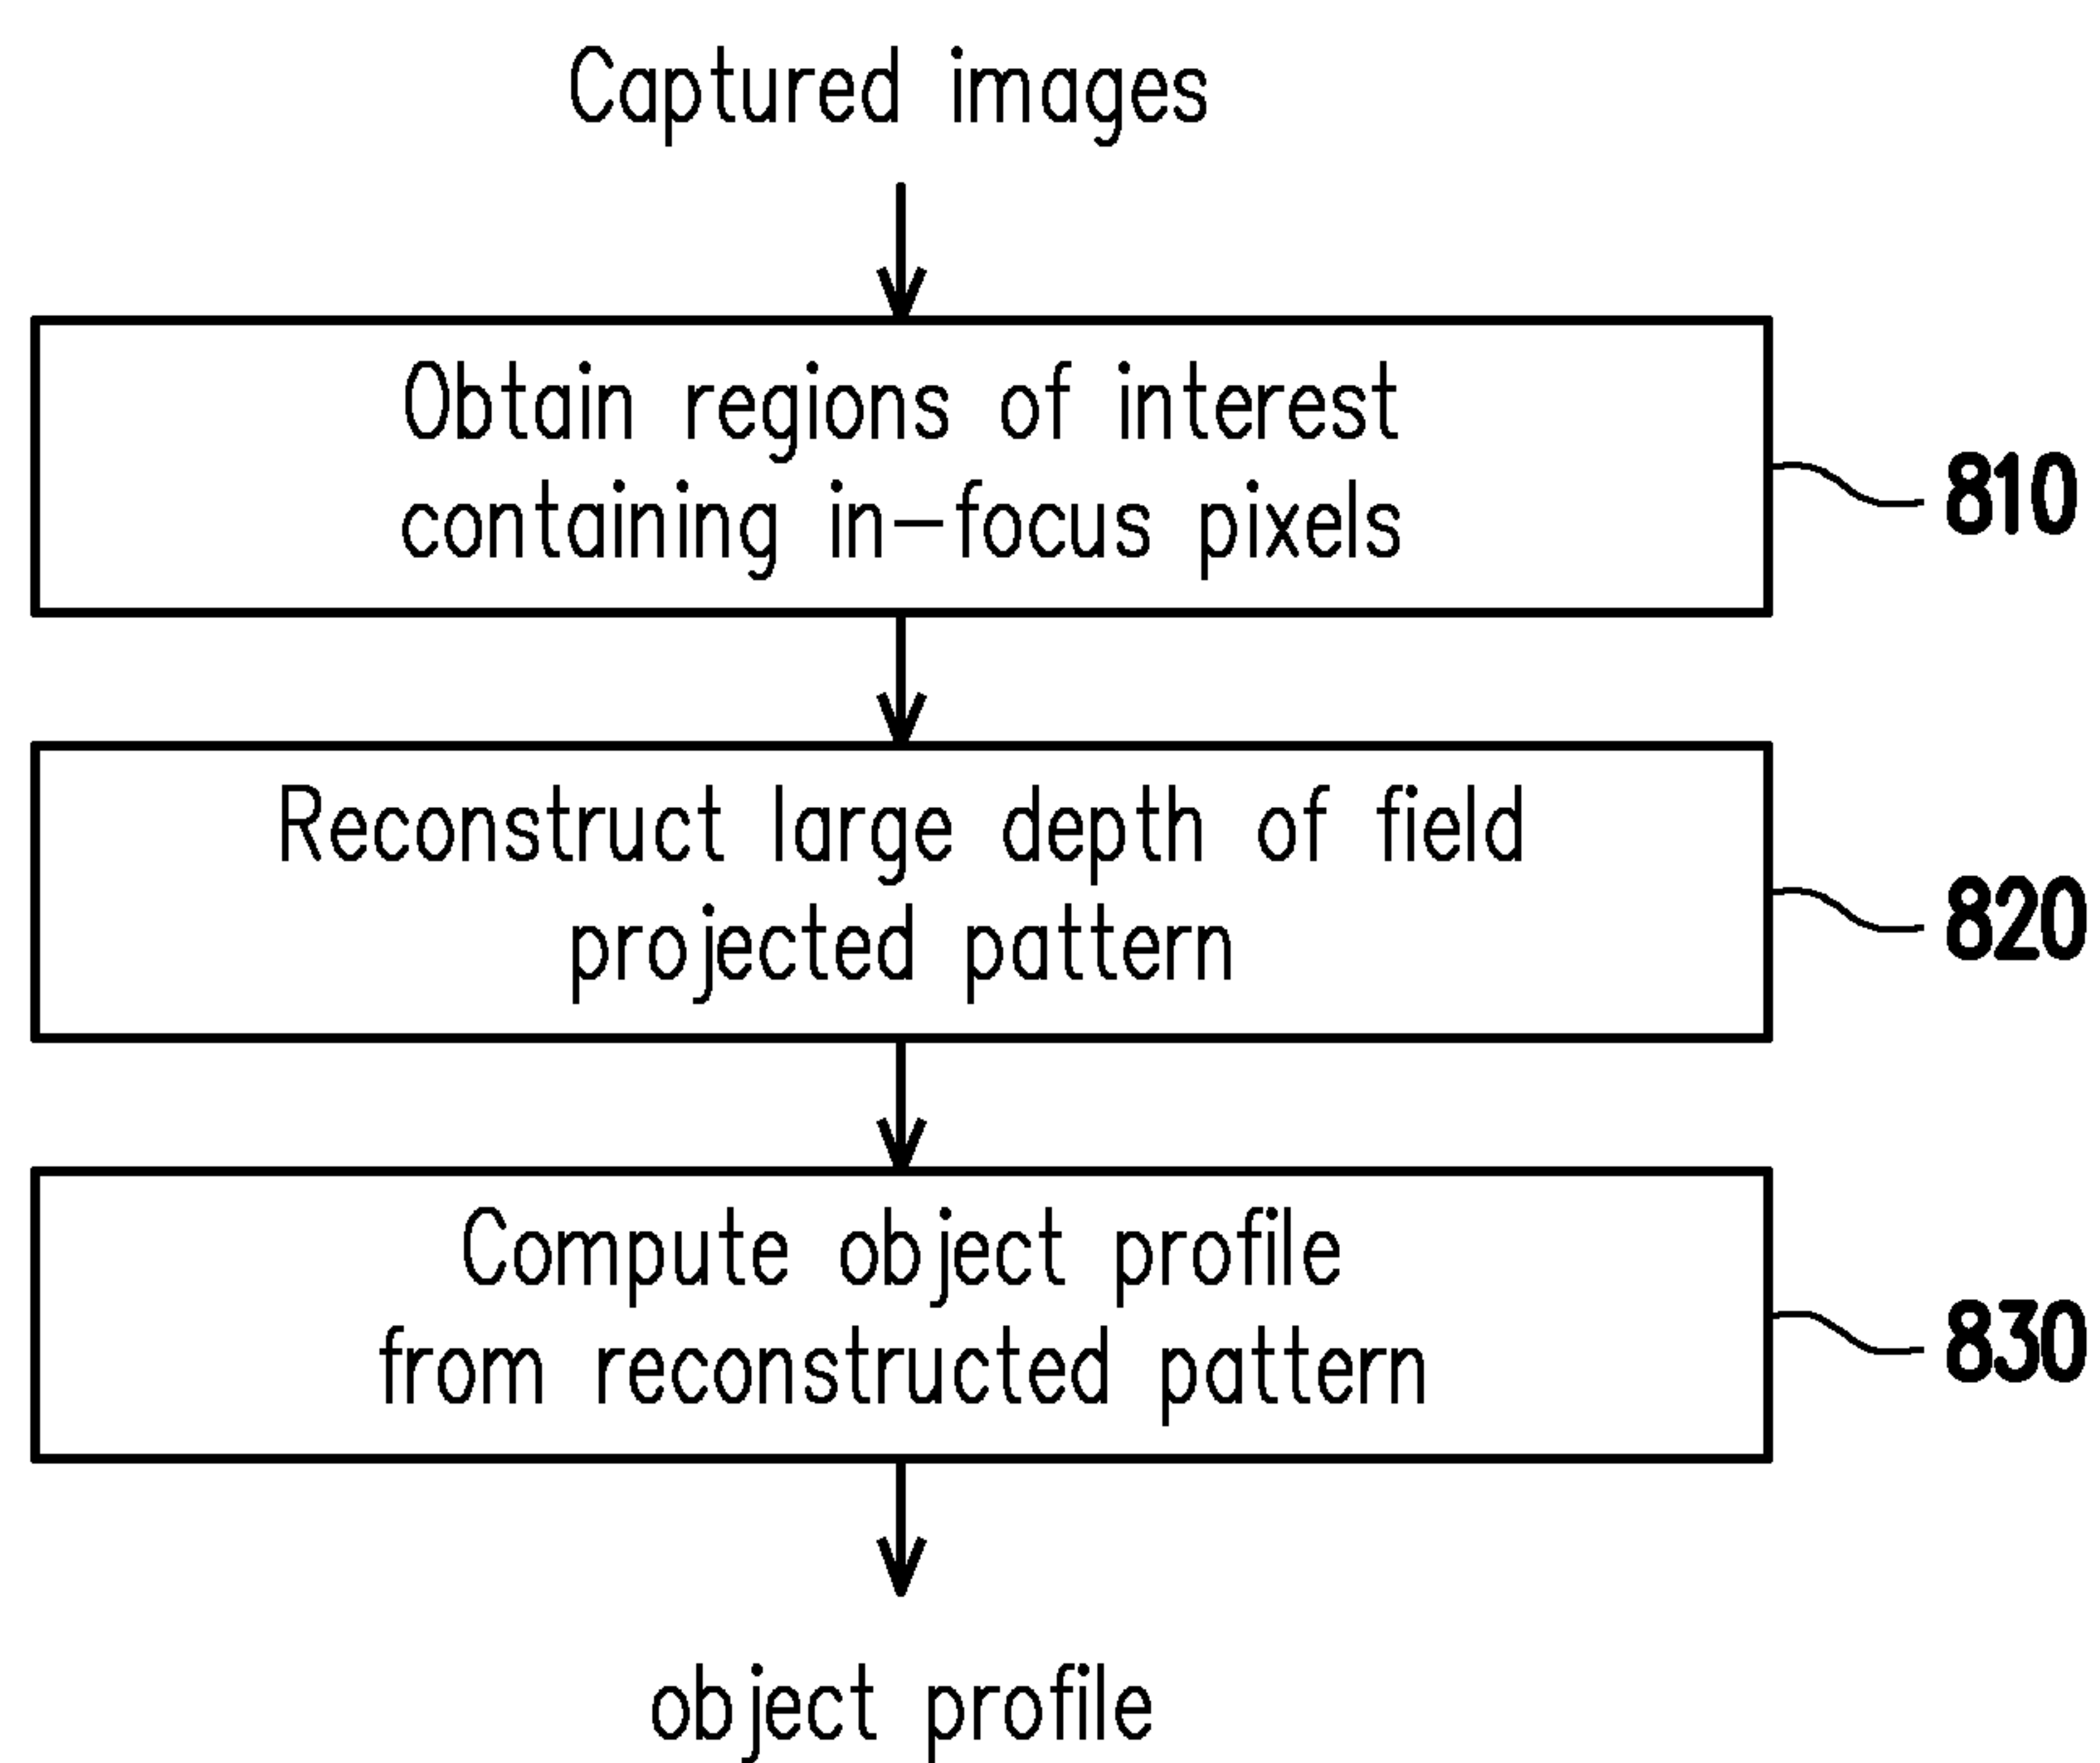 Captured images
Obtain regions of interest
containing in-focus pixels
810
Reconstruct large depth of field
projected pattern
820
Compute object profile
from reconstructed pattern
830
object profile